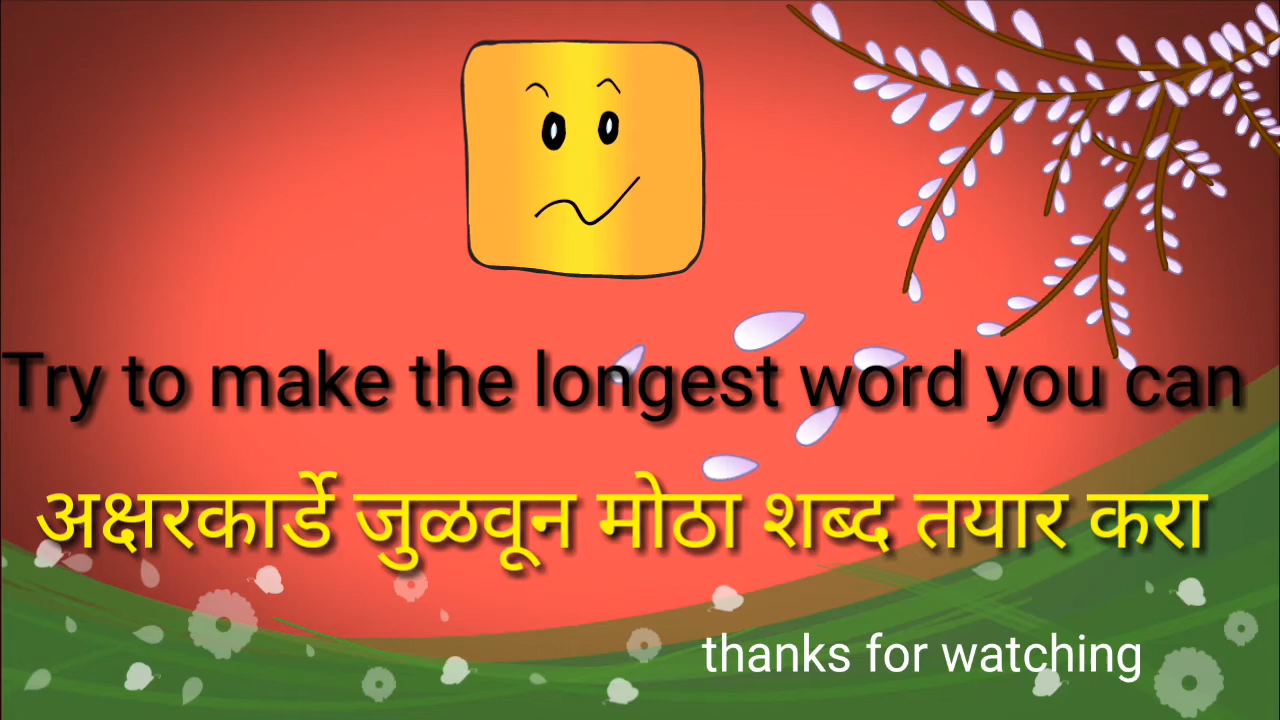 Try to make the longest word you can
अक्षरकार्डे जुळवून मोठा शब्द तयार करा
thanks for watching